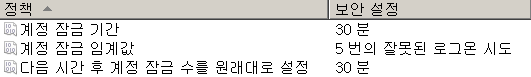 정책 보안 설정
계정 잠금 기간 30 분
계정 잠금 임계값 5 번의 잘못된 로그온 시도
다음 시간 후 계정 잠금 수를 원래대로 설정 30 분